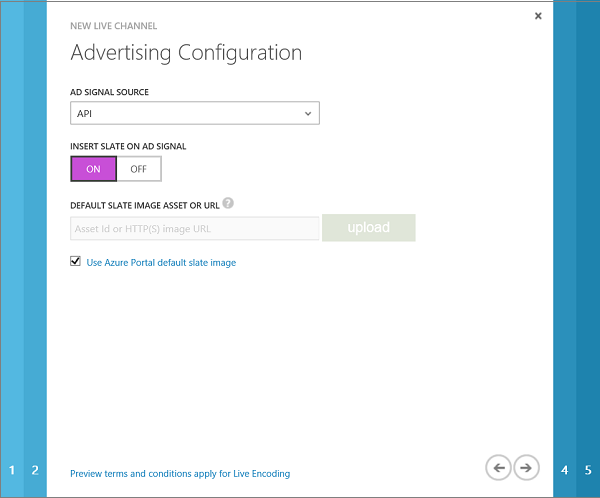 NEW LIVE CHANNEL
Advertising Configuration
AD SIGNAL SOURCE
API
INSERT SLATE ON AD SIGNAL
ON OFF
DEFAULT SLATE IMAGE ASSET OR URL ?
Asset Id or HTTP(S) image URL upload
Use Azure Portal default slate image
1 2 4 5
Preview terms and conditions apply for Live Encoding